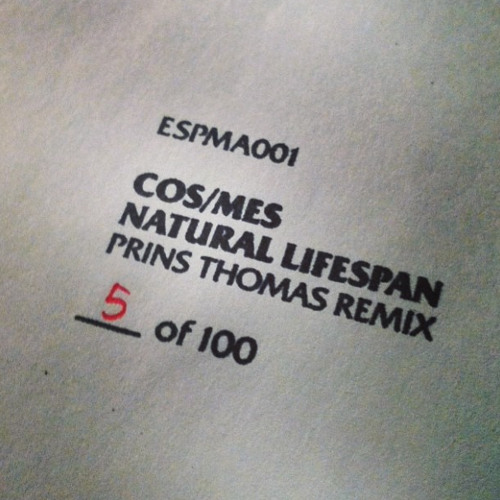 ESPMA001
COS/MES
NATURAL LIFESPAN
PRINS THOMAS REMIX
5 of 100